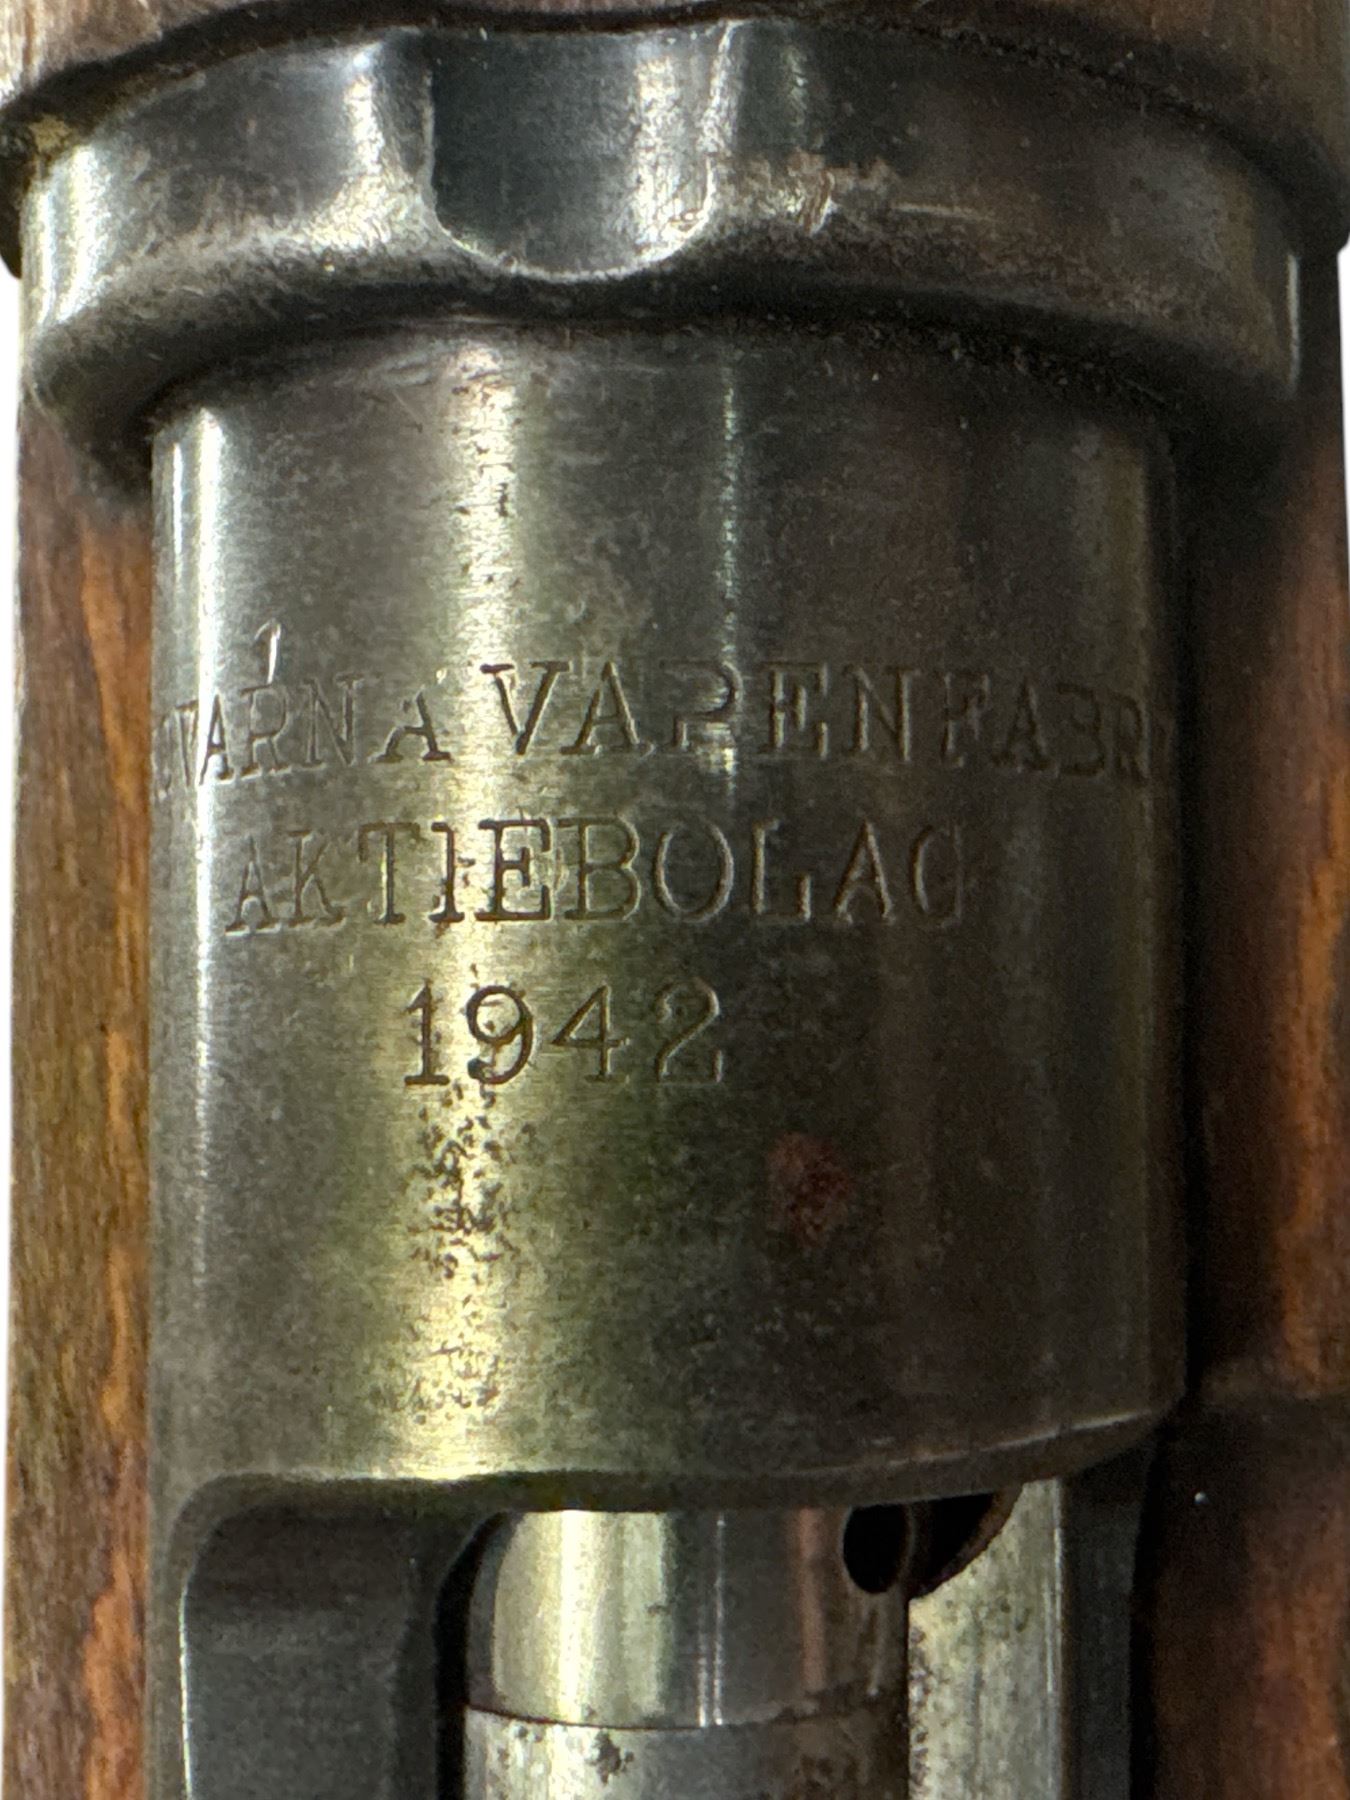 VARNA VAPENFABR
AKTIEBOLAG
1942